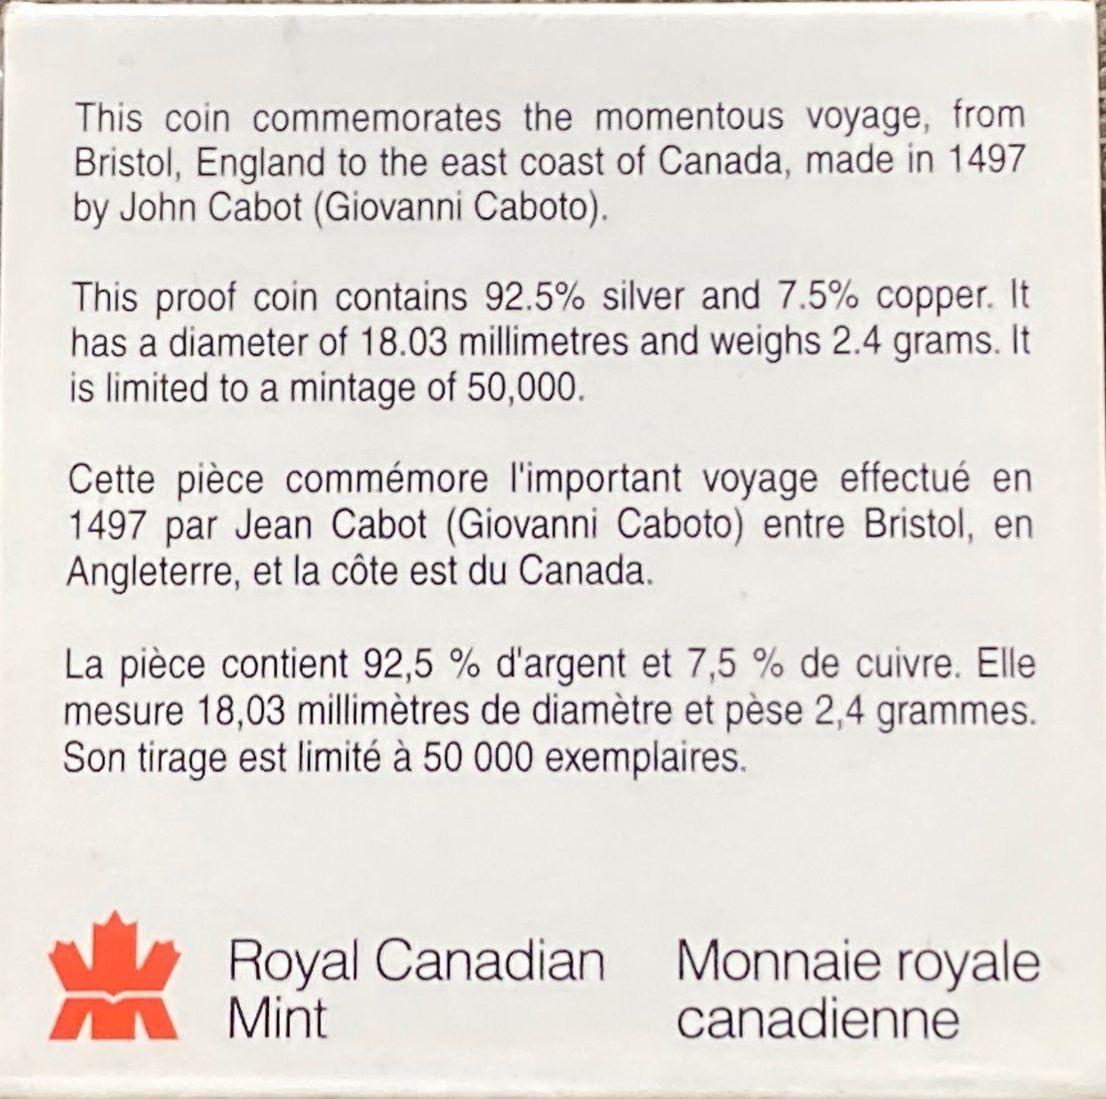 This coin commemorates the momentous voyage, from
Bristol, England to the east coast of Canada, made in 1497
by John Cabot (Giovanni Caboto).
This proof coin contains 92.5% silver and 7.5% copper. It
has a diameter of 18.03 millimetres and weighs 2.4 grams. It
is limited to a mintage of 50,000.
Cette pièce commémore l'important voyage effectué en
1497 par Jean Cabot (Giovanni Caboto) entre Bristol, en
Angleterre, et la côte est du Canada.
La pièce contient 92,5 % d'argent et 7,5 % de cuivre. Elle
mesure 18,03 millimètres de diamètre et pèse 2,4 grammes.
Son tirage est limité à 50 000 exemplaires.
Royal Canadian
Mint
Monnaie royale
canadienne